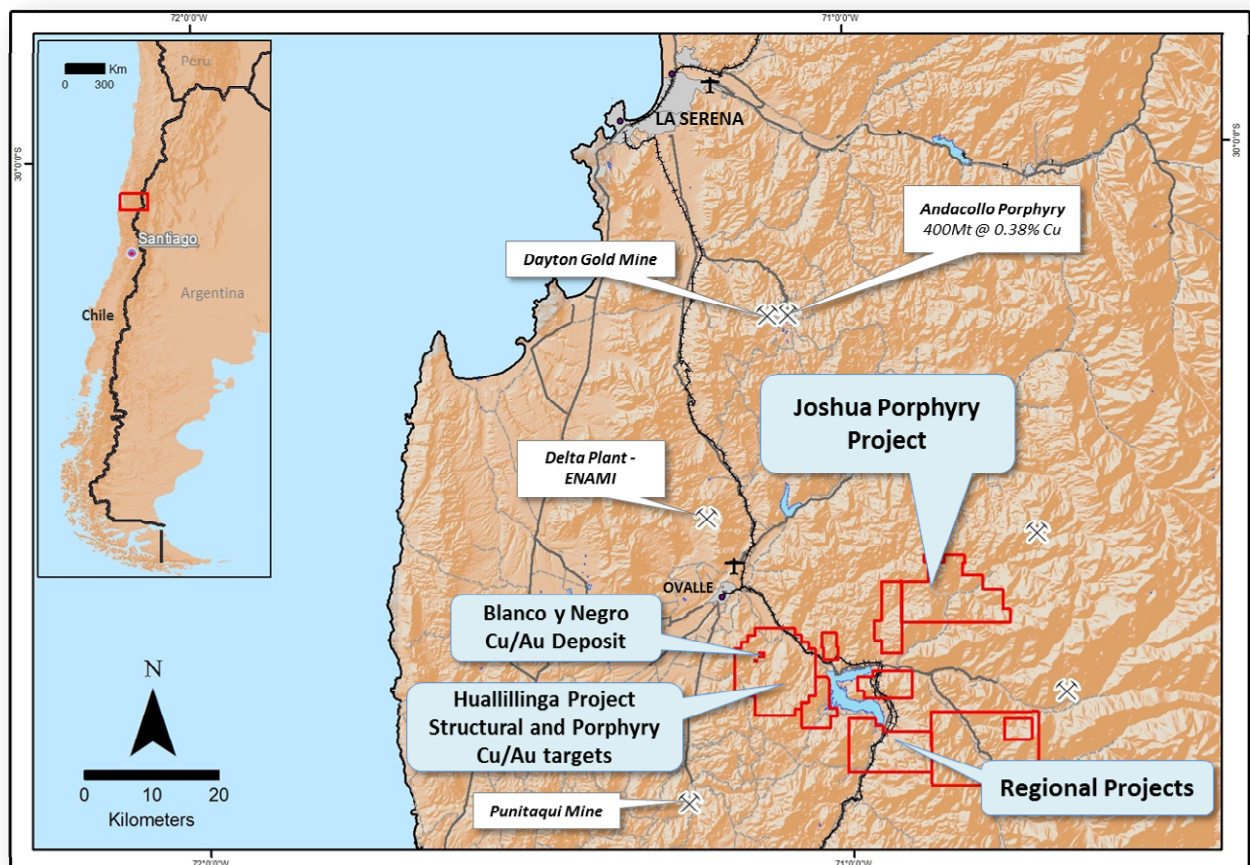 72°0'0"W
71°0'0"W
30°0'0"S
30°0'0"S
Km
0 300
Peru
Santiago
Argentina
Chile
LA SERENA
Andacollo Porphyry
400Mt @ 0.38% Cu
Dayton Gold Mine
Joshua Porphyry
Project
Delta Plant -
ENAMI
OVALLE
Blanco y Negro
Cu/Au Deposit
Huallillinga Project
Structural and Porphyry
Cu/Au targets
Regional Projects
Punitaqui Mine
N
0 10 20
Kilometers
72°0'0"W
71°0'0"W